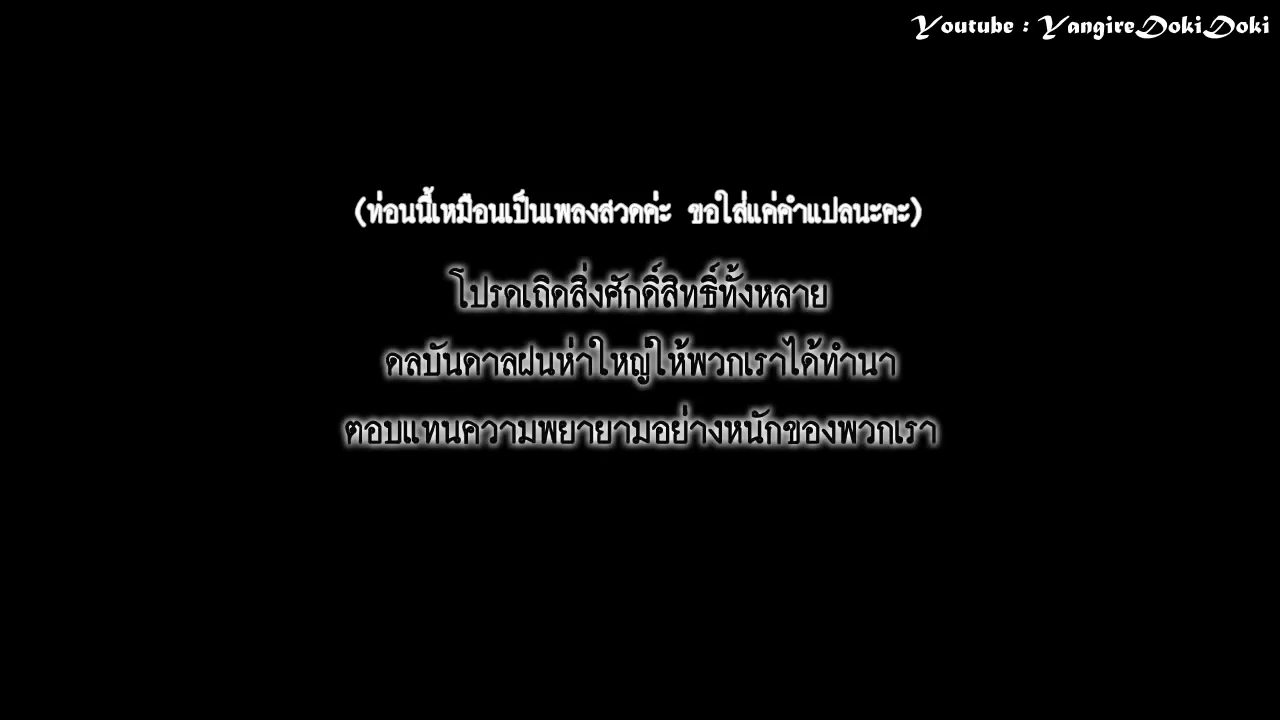 Youtube : YangireDokiDoki
(ท่อนนี้เหมือนเป็นเพลงสวดค่ะ ขอใส่แค่คำแปลนะคะ)
โปรดเถิดสิ่งศักดิ์สิทธิ์ทั้งหลาย
ดลบันดาลฝนห่าใหญ่ให้พวกเราได้ทำนา
ตอบแทนความพยายามอย่างหนักของพวกเรา